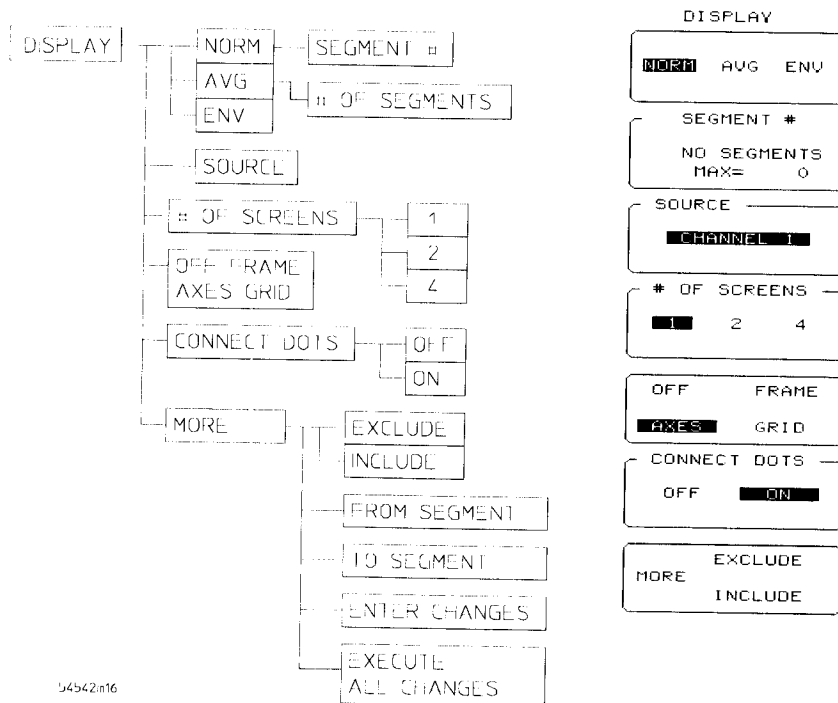 DISPLAY
NORM
SEGMENT #
AVG
# OF SEGMENTS
ENV
SOURCE
# OF SCREENS
1
2
4
OFF FRAME
AXES GRID
CONNECT DOTS
OFF
ON
MORE
EXCLUDE
INCLUDE
FROM SEGMENT
TO SEGMENT
ENTER CHANGES
EXECUTE
ALL CHANGES
54542m16
DISPLAY
NORM AVG ENV
SEGMENT #
NO SEGMENTS
MAX= 0
SOURCE
CHANNEL 1
# OF SCREENS
1 2 4
OFF FRAME
AXES GRID
CONNECT DOTS
OFF ON
EXCLUDE
MORE
INCLUDE